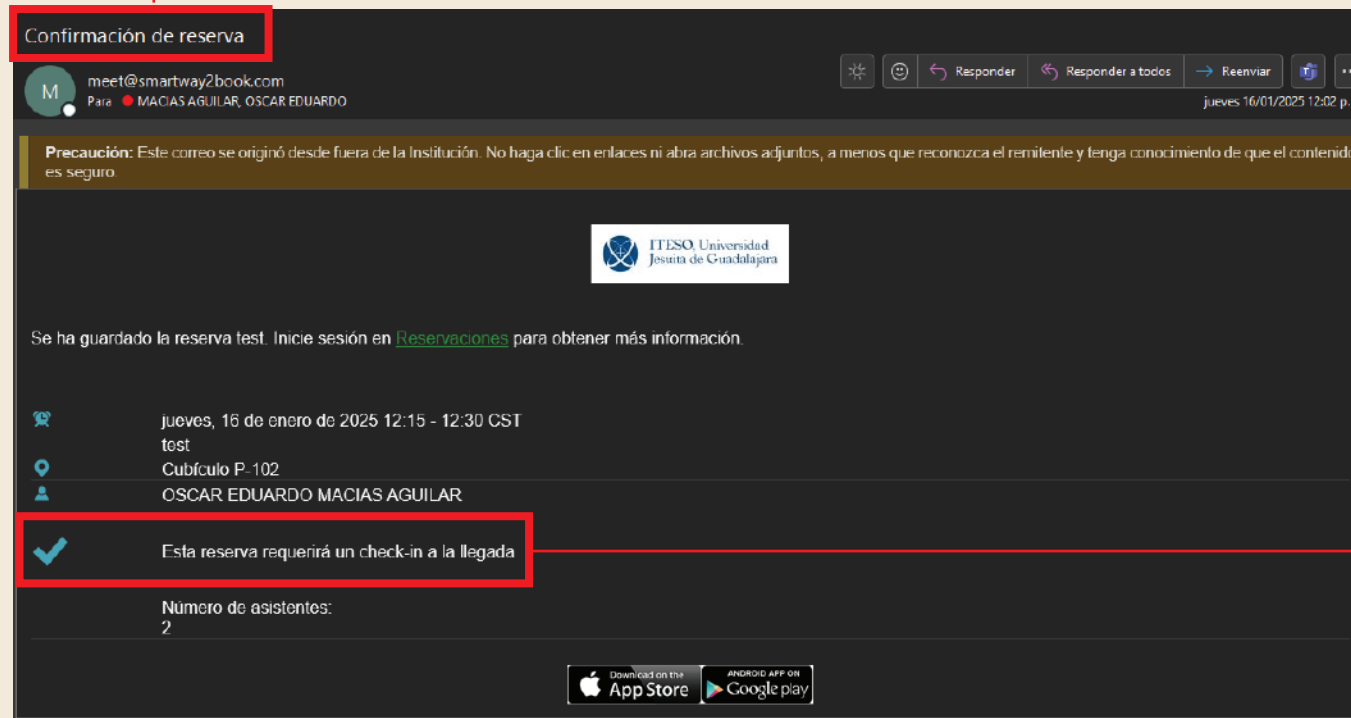 Confirmación de reserva
M
meet@smartway2book.com
Para MACIAS AGUILAR, OSCAR EDUARDO
Responder
Responder a todos
Reenviar
jueves 16/01/2025 12:02 p.
Precaución: Este correo se originó desde fuera de la Institución. No haga clic en enlaces ni abra archivos adjuntos, a menos que reconozca el remitente y tenga conocimiento de que el contenido
es seguro.
ITESO, Universidad
Jesuita de Guadalajara
Se ha guardado la reserva test. Inicie sesión en Reservaciones para obtener más información.
jueves, 16 de enero de 2025 12:15 - 12:30 CST
test
Cubículo P-102
OSCAR EDUARDO MACIAS AGUILAR
Esta reserva requerirá un check-in a la llegada
Número de asistentes:
2
Download on the
App Store
ANDROID APP ON
Google play